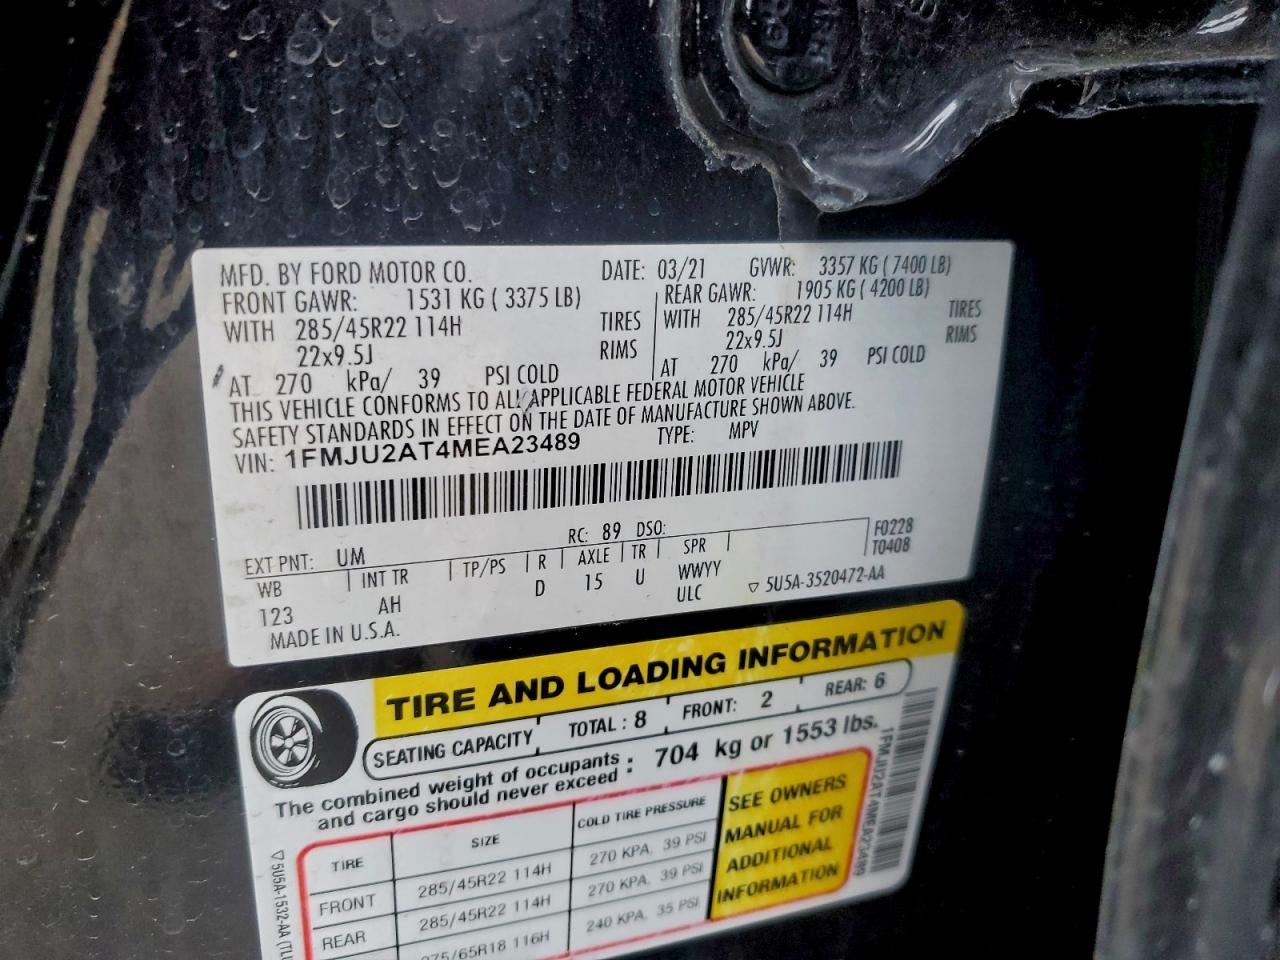 MFD. BY FORD MOTOR CO. DATE: 03/21 GVWR: 3357 KG ( 7400 LB)
FRONT GAWR: 1531 KG ( 3375 LB) REAR GAWR: 1905 KG ( 4200 LB)
WITH 285/45R22 114H TIRES WITH 285/45R22 114H TIRES
22x9.5J RIMS 22x9.5J RIMS
AT 270 kPa/ 39 PSI COLD AT 270 kPa/ 39 PSI COLD
THIS VEHICLE CONFORMS TO ALL APPLICABLE FEDERAL MOTOR VEHICLE
SAFETY STANDARDS IN EFFECT ON THE DATE OF MANUFACTURE SHOWN ABOVE.
VIN: 1FMJU2AT4MEA23489 TYPE: MPV
RC: 89 DSO: F0228
EXT PNT: UM T0408
WB INT TR TP/PS R AXLE TR SPR
123 AH D 15 U WWYY
ULC ▽ 5U5A-3520472-AA
MADE IN U.S.A.
TIRE AND LOADING INFORMATION
SEATING CAPACITY TOTAL : 8 FRONT: 2 REAR: 6
The combined weight of occupants
and cargo should never exceed : 704 kg or 1553 lbs.
TIRE SIZE COLD TIRE PRESSURE
FRONT 285/45R22 114H 270 KPA, 39 PSI
REAR 285/45R22 114H 270 KPA, 39 PSI
275/65R18 116H 240 KPA, 35 PSI
SEE OWNERS
MANUAL FOR
ADDITIONAL
INFORMATION
1FMJU2AT4MEA23489
▽ 5U5A-1532-AA